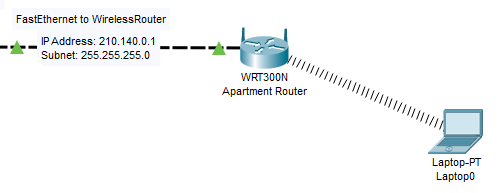 FastEthernet to WirelessRouter
IP Address: 210.140.0.1
Subnet: 255.255.255.0
WRT300N
Apartment Router
Laptop-PT
Laptop0